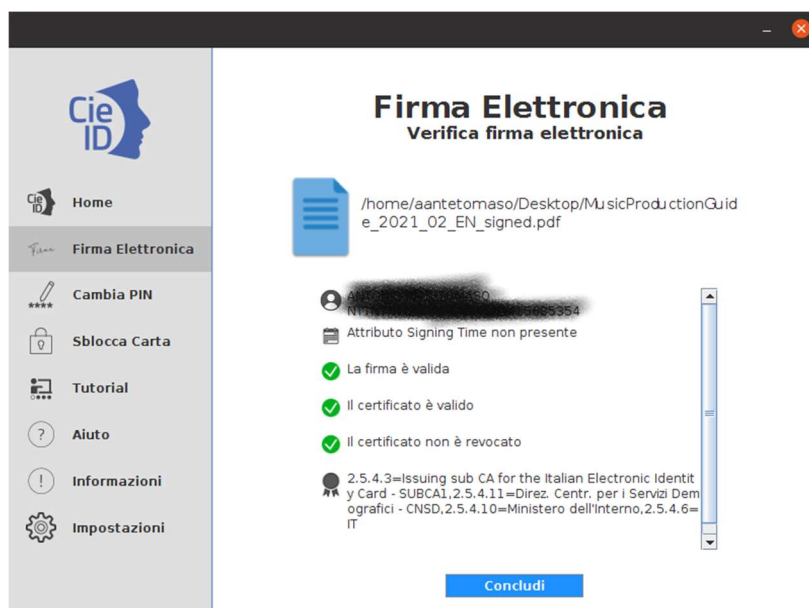 Cie
ID
Cie
ID
Home
Firma Elettronica
Cambia PIN
Sblocca Carta
Tutorial
Aiuto
Informazioni
Impostazioni
Firma Elettronica
Verifica firma elettronica
/home/aantetomaso/Desktop/MusicProductionGuid
e_2021_02_EN_signed.pdf
Attributo Signing Time non presente
La firma è valida
Il certificato è valido
Il certificato non è revocato
2.5.4.3=Issuing sub CA for the Italian Electronic Identit
y Card - SUBCA1,2.5.4.11=Direz. Centr. per i Servizi Dem
ografici - CNSD,2.5.4.10=Ministero dell'Interno,2.5.4.6=
IT
Concludi